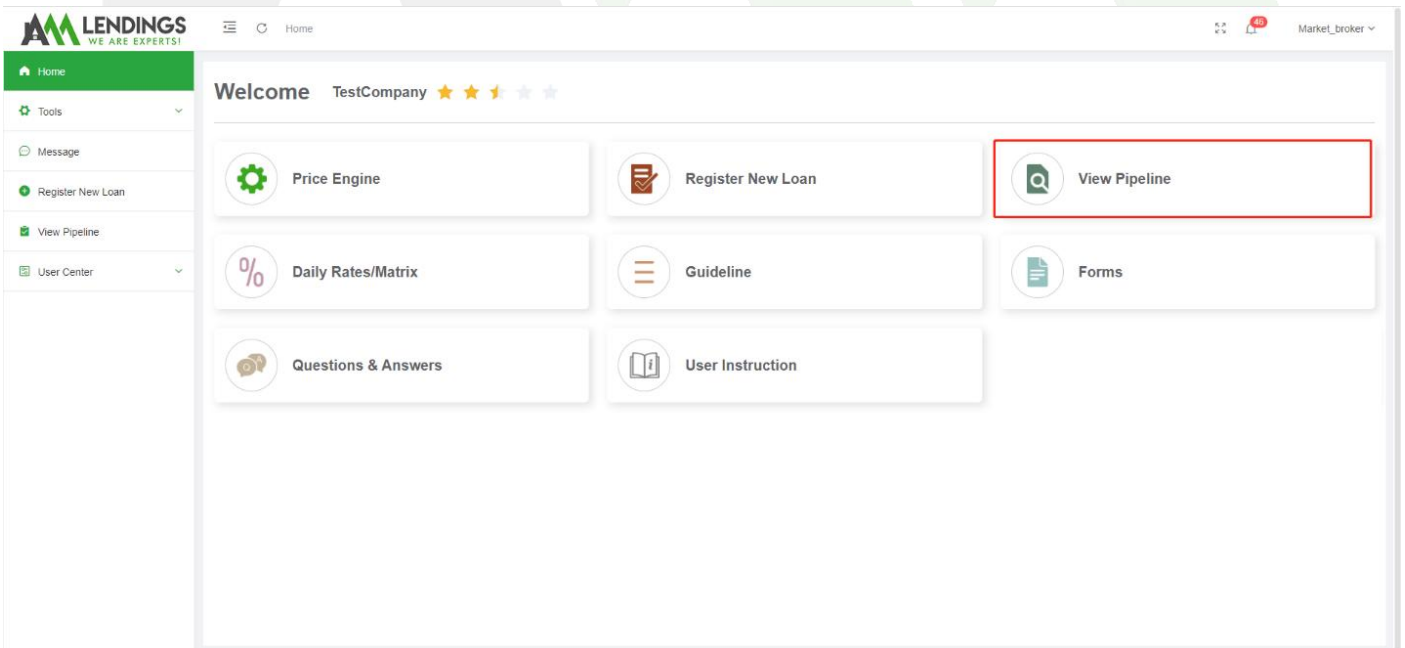 AAA LENDINGS
WE ARE EXPERTS!
Home
46
Market_broker
Home
Tools
Message
Register New Loan
View Pipeline
User Center
Welcome TestCompany
Price Engine
Register New Loan
View Pipeline
Daily Rates/Matrix
Guideline
Forms
Questions & Answers
User Instruction